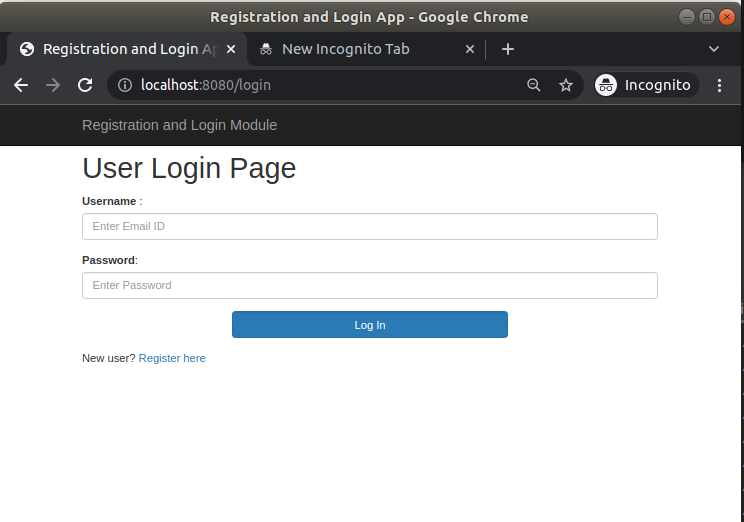 Registration and Login App - Google Chrome
Registration and Login Ap
New Incognito Tab
localhost:8080/login
Incognito
Registration and Login Module
User Login Page
Username :
Enter Email ID
Password:
Enter Password
Log In
New user? Register here